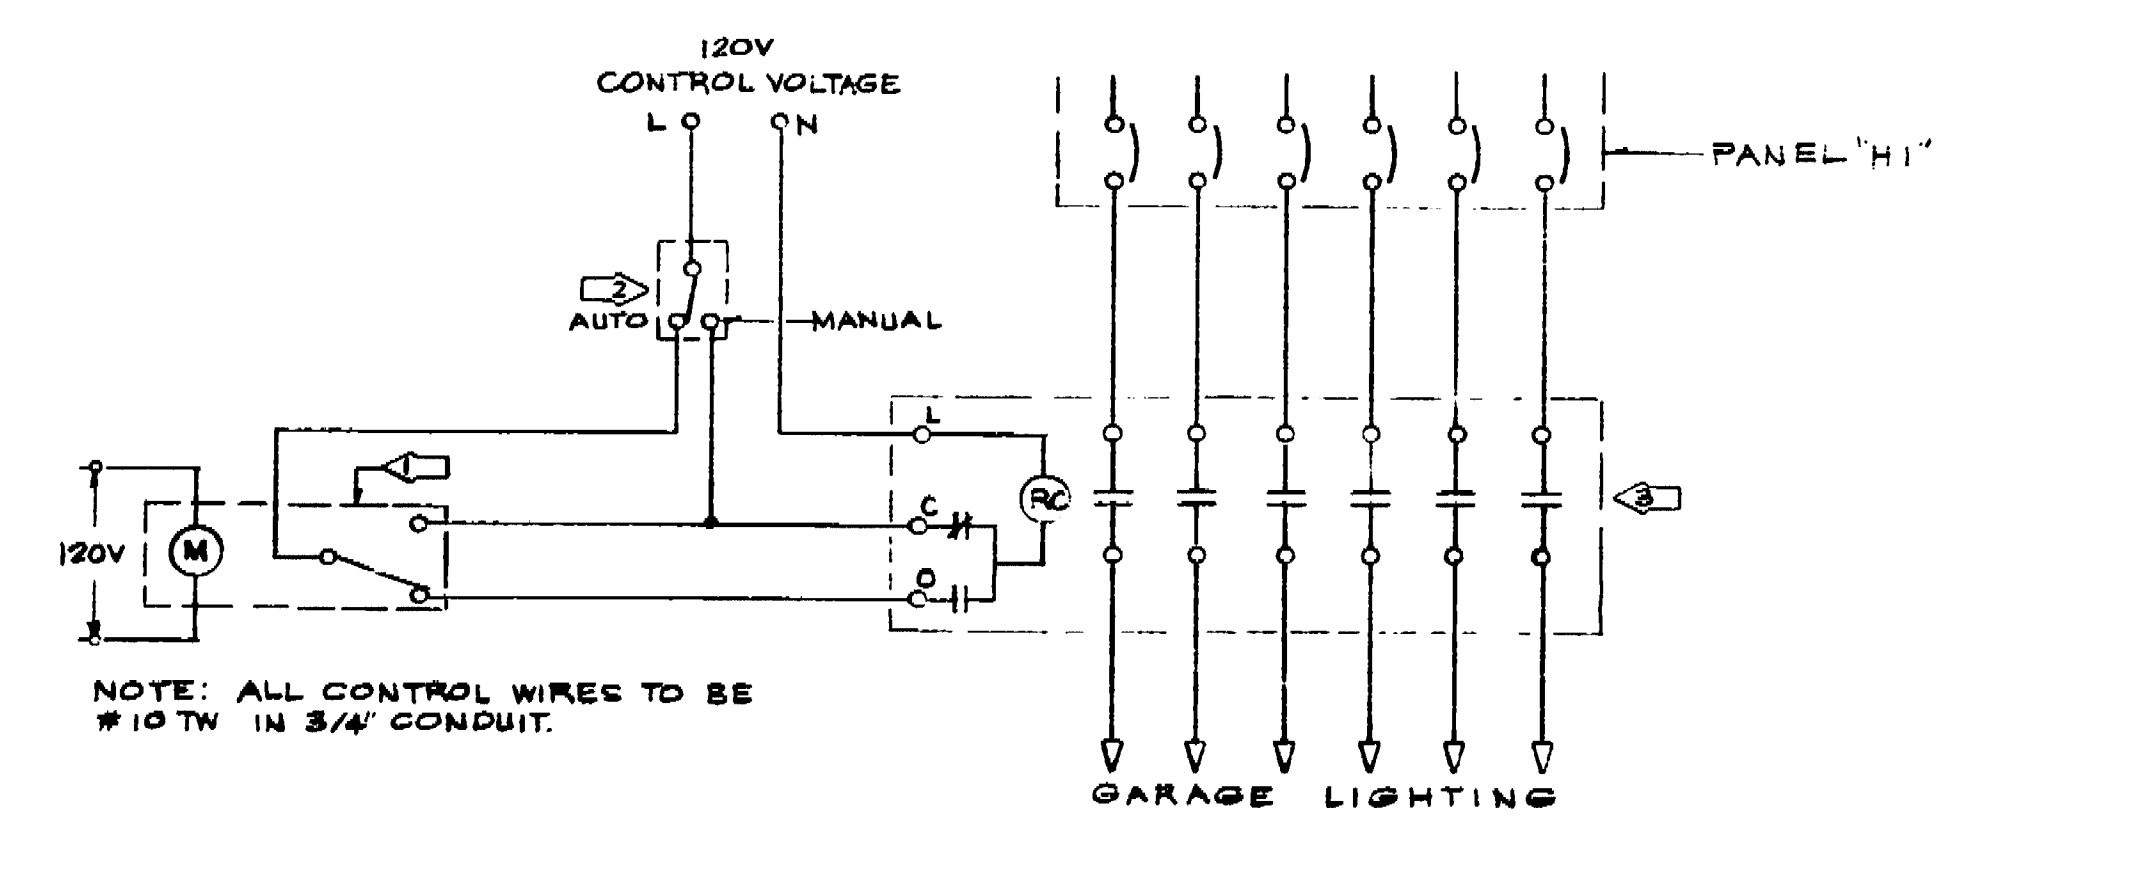 120V
CONTROL VOLTAGE
L N
PANEL "H1"
2
AUTO
MANUAL
L
1
C
RC
3
120V
M
O
NOTE: ALL CONTROL WIRES TO BE
#10 TW IN 3/4" CONDUIT.
GARAGE LIGHTING